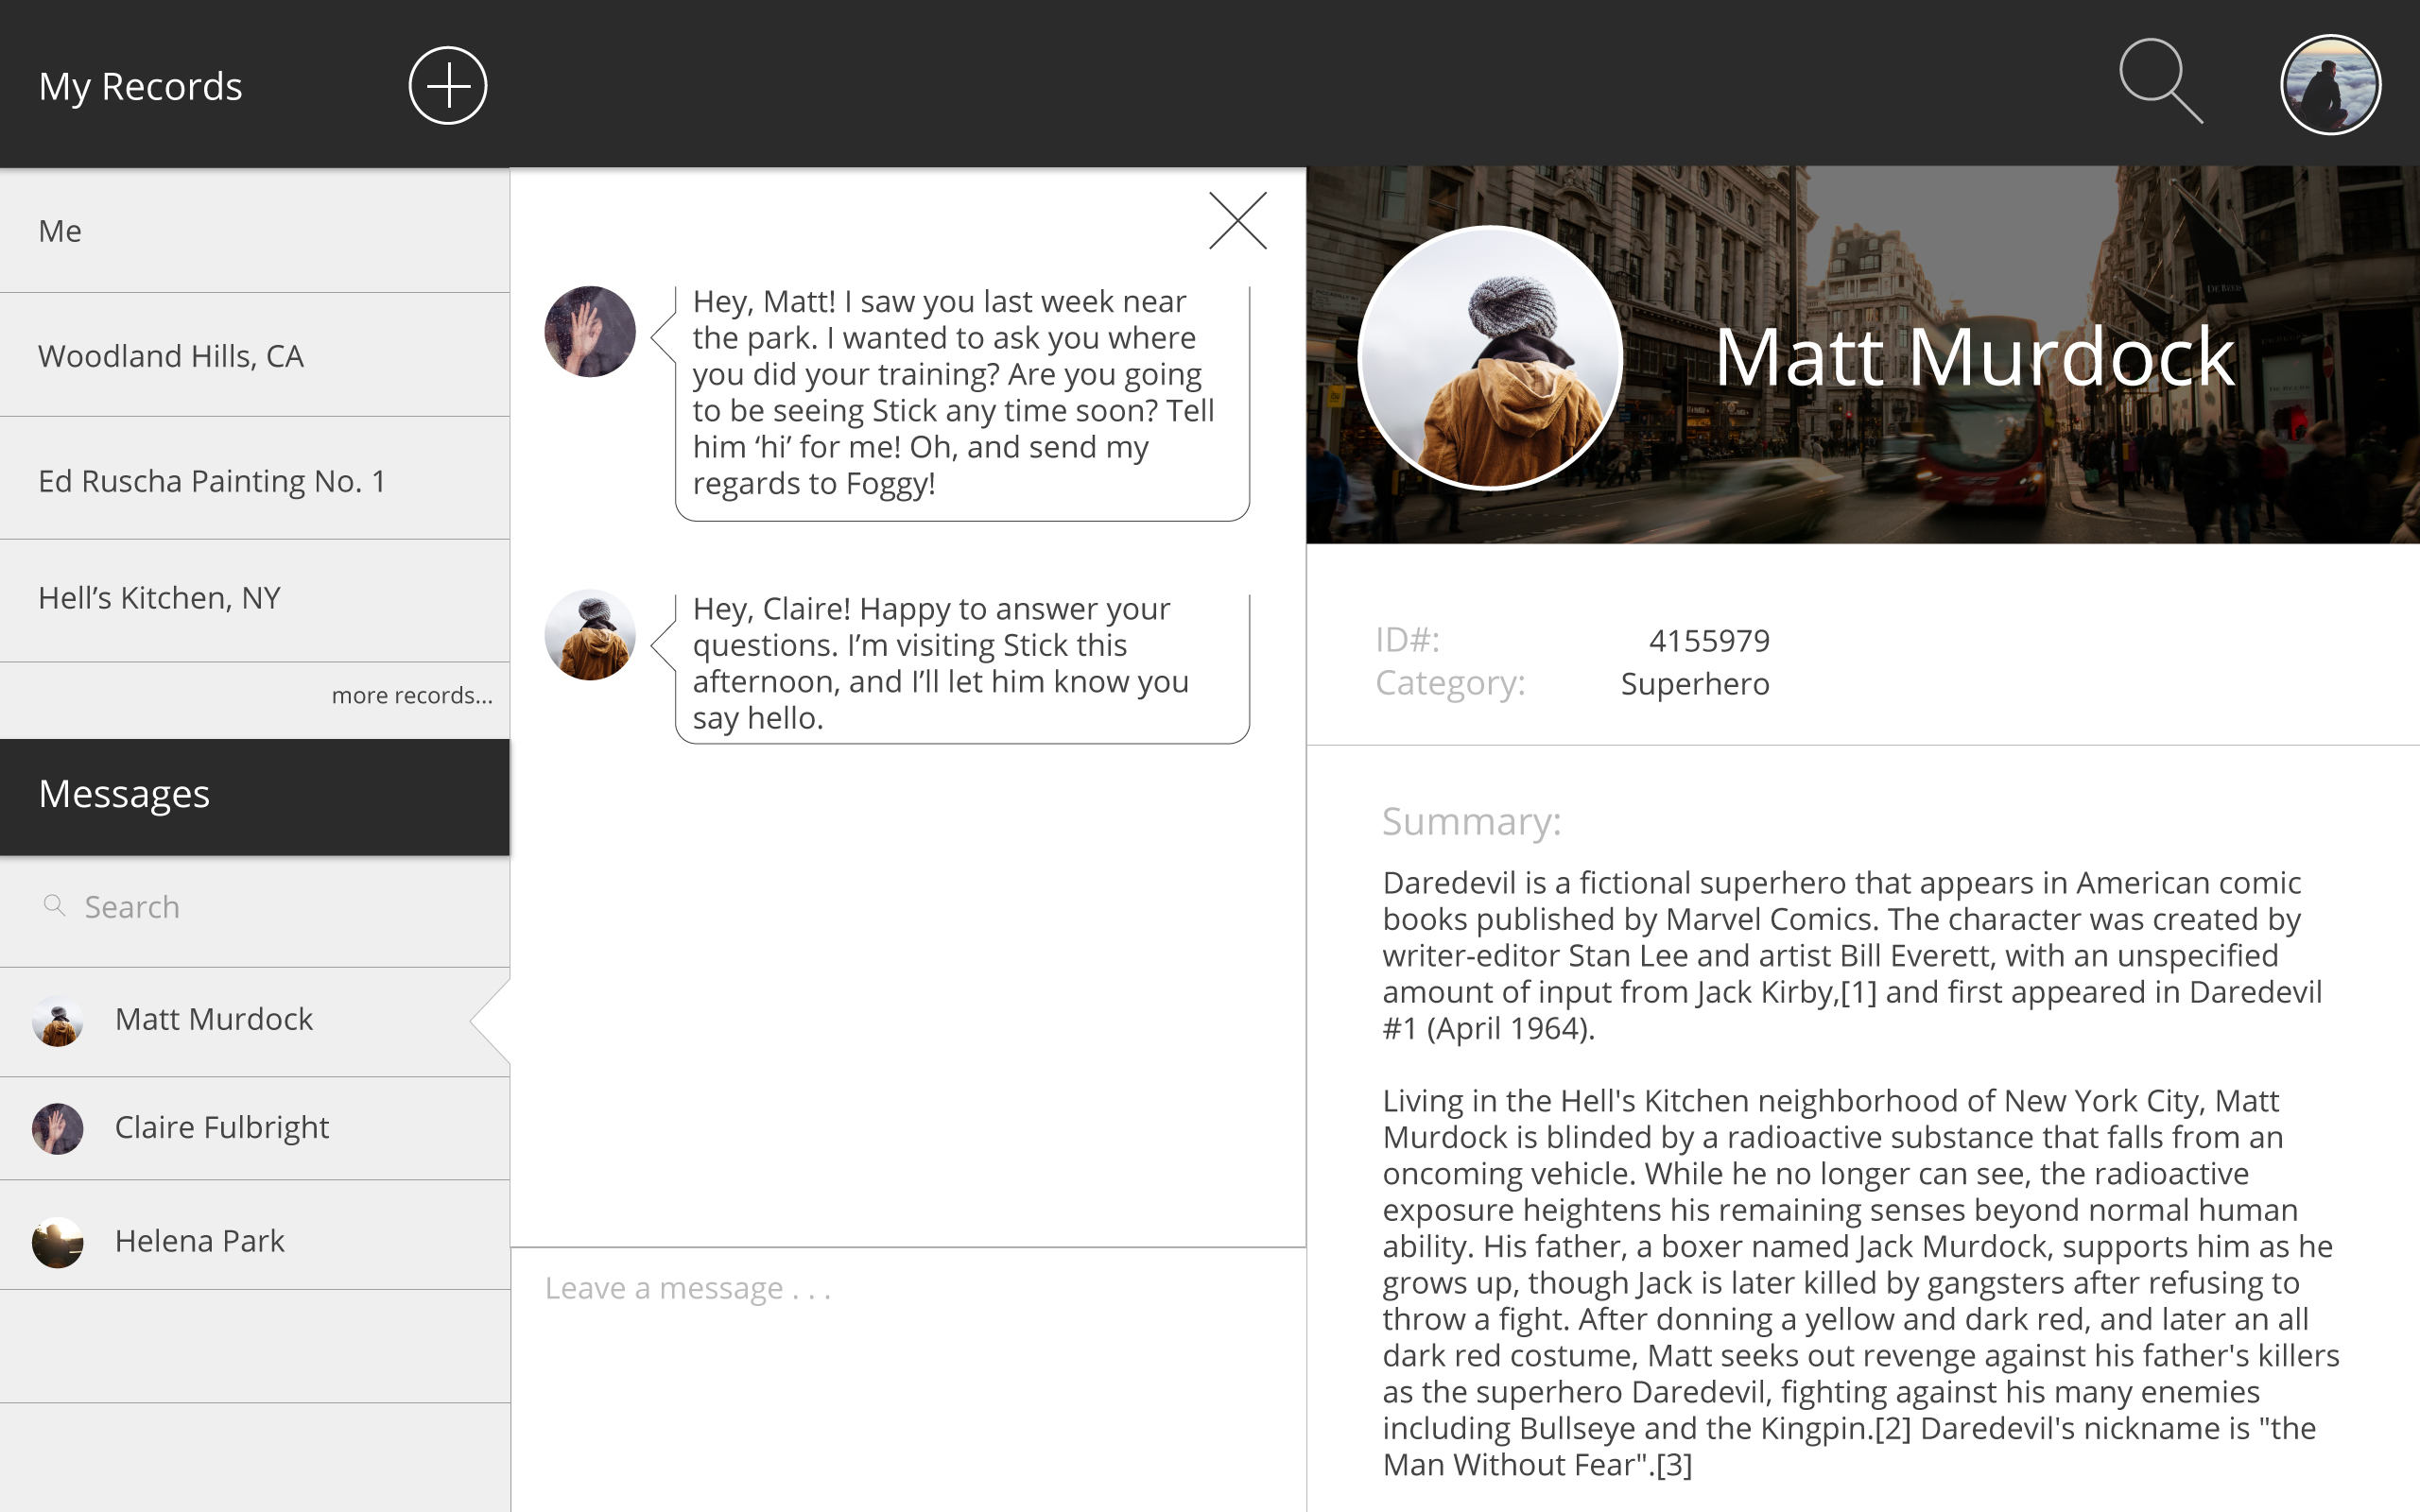 My Records
Me
Woodland Hills, CA
Ed Ruscha Painting No. 1
Hell’s Kitchen, NY
more records...
Messages
Search
Matt Murdock
Claire Fulbright
Helena Park
Hey, Matt! I saw you last week near
the park. I wanted to ask you where
you did your training? Are you going
to be seeing Stick any time soon? Tell
him ‘hi’ for me! Oh, and send my
regards to Foggy!
Hey, Claire! Happy to answer your
questions. I’m visiting Stick this
afternoon, and I’ll let him know you
say hello.
Leave a message . . .
Matt Murdock
ID#: 4155979
Category: Superhero
Summary:
Daredevil is a fictional superhero that appears in American comic
books published by Marvel Comics. The character was created by
writer-editor Stan Lee and artist Bill Everett, with an unspecified
amount of input from Jack Kirby,[1] and first appeared in Daredevil
#1 (April 1964).
Living in the Hell's Kitchen neighborhood of New York City, Matt
Murdock is blinded by a radioactive substance that falls from an
oncoming vehicle. While he no longer can see, the radioactive
exposure heightens his remaining senses beyond normal human
ability. His father, a boxer named Jack Murdock, supports him as he
grows up, though Jack is later killed by gangsters after refusing to
throw a fight. After donning a yellow and dark red, and later an all
dark red costume, Matt seeks out revenge against his father's killers
as the superhero Daredevil, fighting against his many enemies
including Bullseye and the Kingpin.[2] Daredevil's nickname is "the
Man Without Fear".[3]